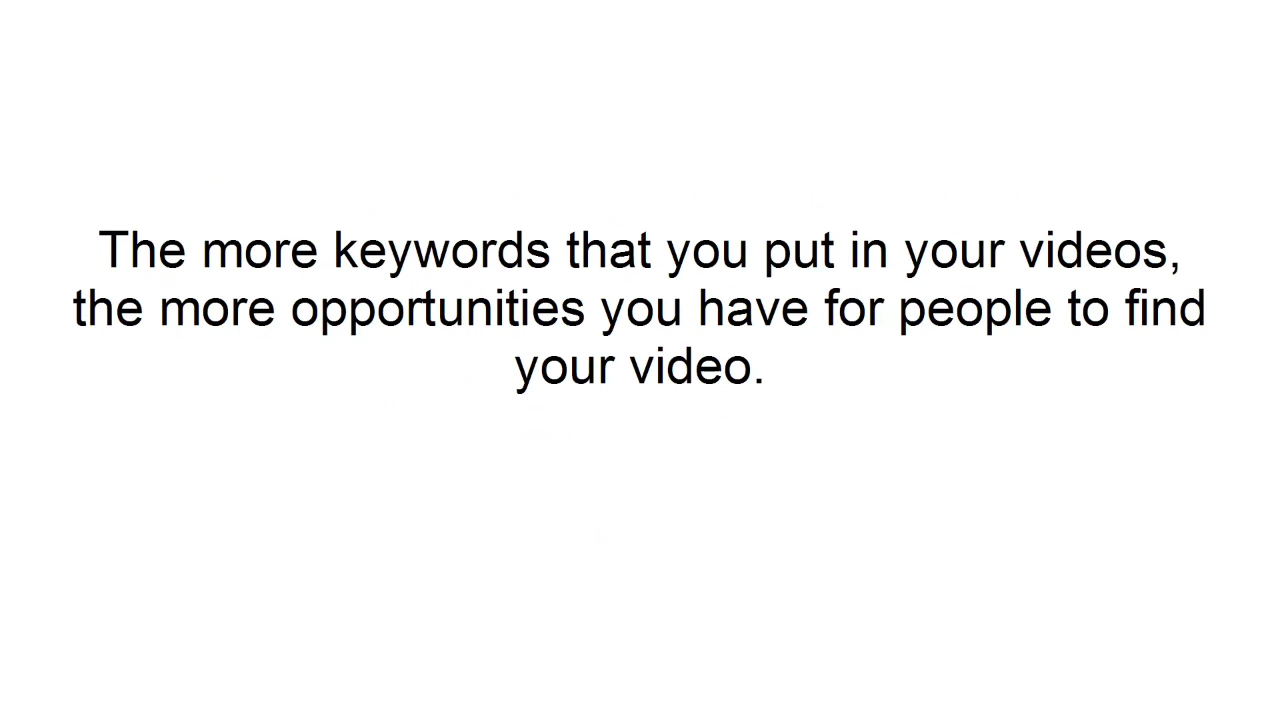 The more keywords that you put in your videos,
the more opportunities you have for people to find
your video.